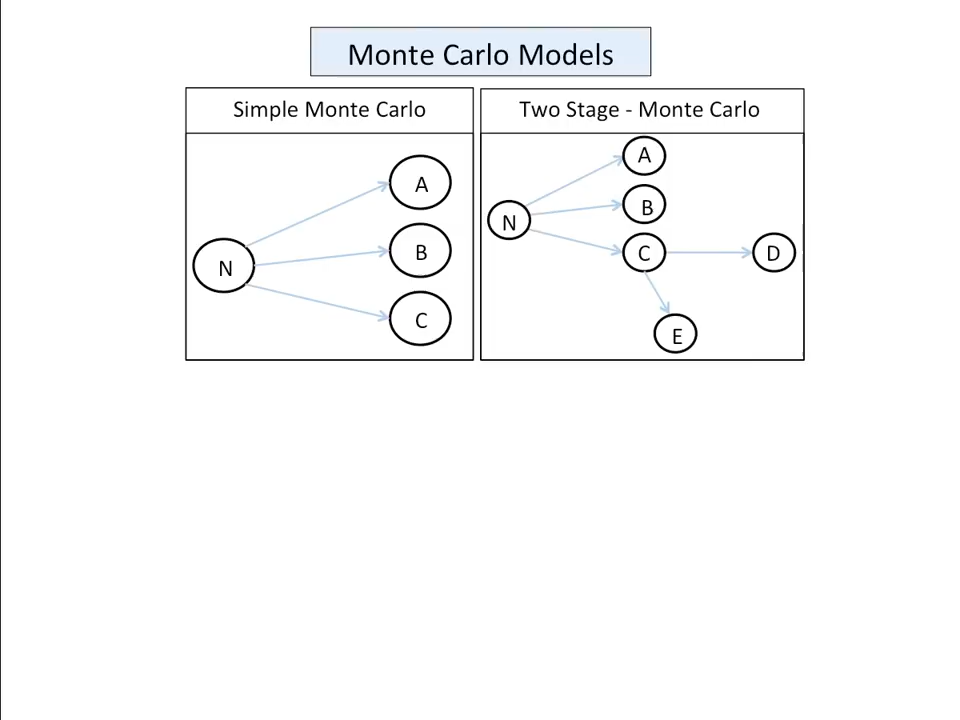 Monte Carlo Models
Simple Monte Carlo
N
A
B
C
Two Stage - Monte Carlo
N
A
B
C
D
E